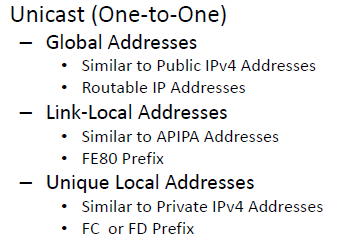 Unicast (One-to-One)
– Global Addresses
• Similar to Public IPv4 Addresses
• Routable IP Addresses
– Link-Local Addresses
• Similar to APIPA Addresses
• FE80 Prefix
– Unique Local Addresses
• Similar to Private IPv4 Addresses
• FC or FD Prefix